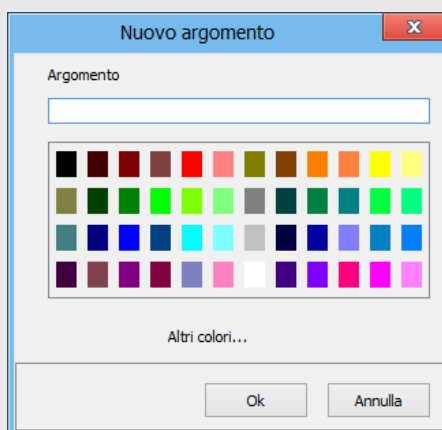 Nuovo argomento
Argomento
Altri colori...
Ok
Annulla